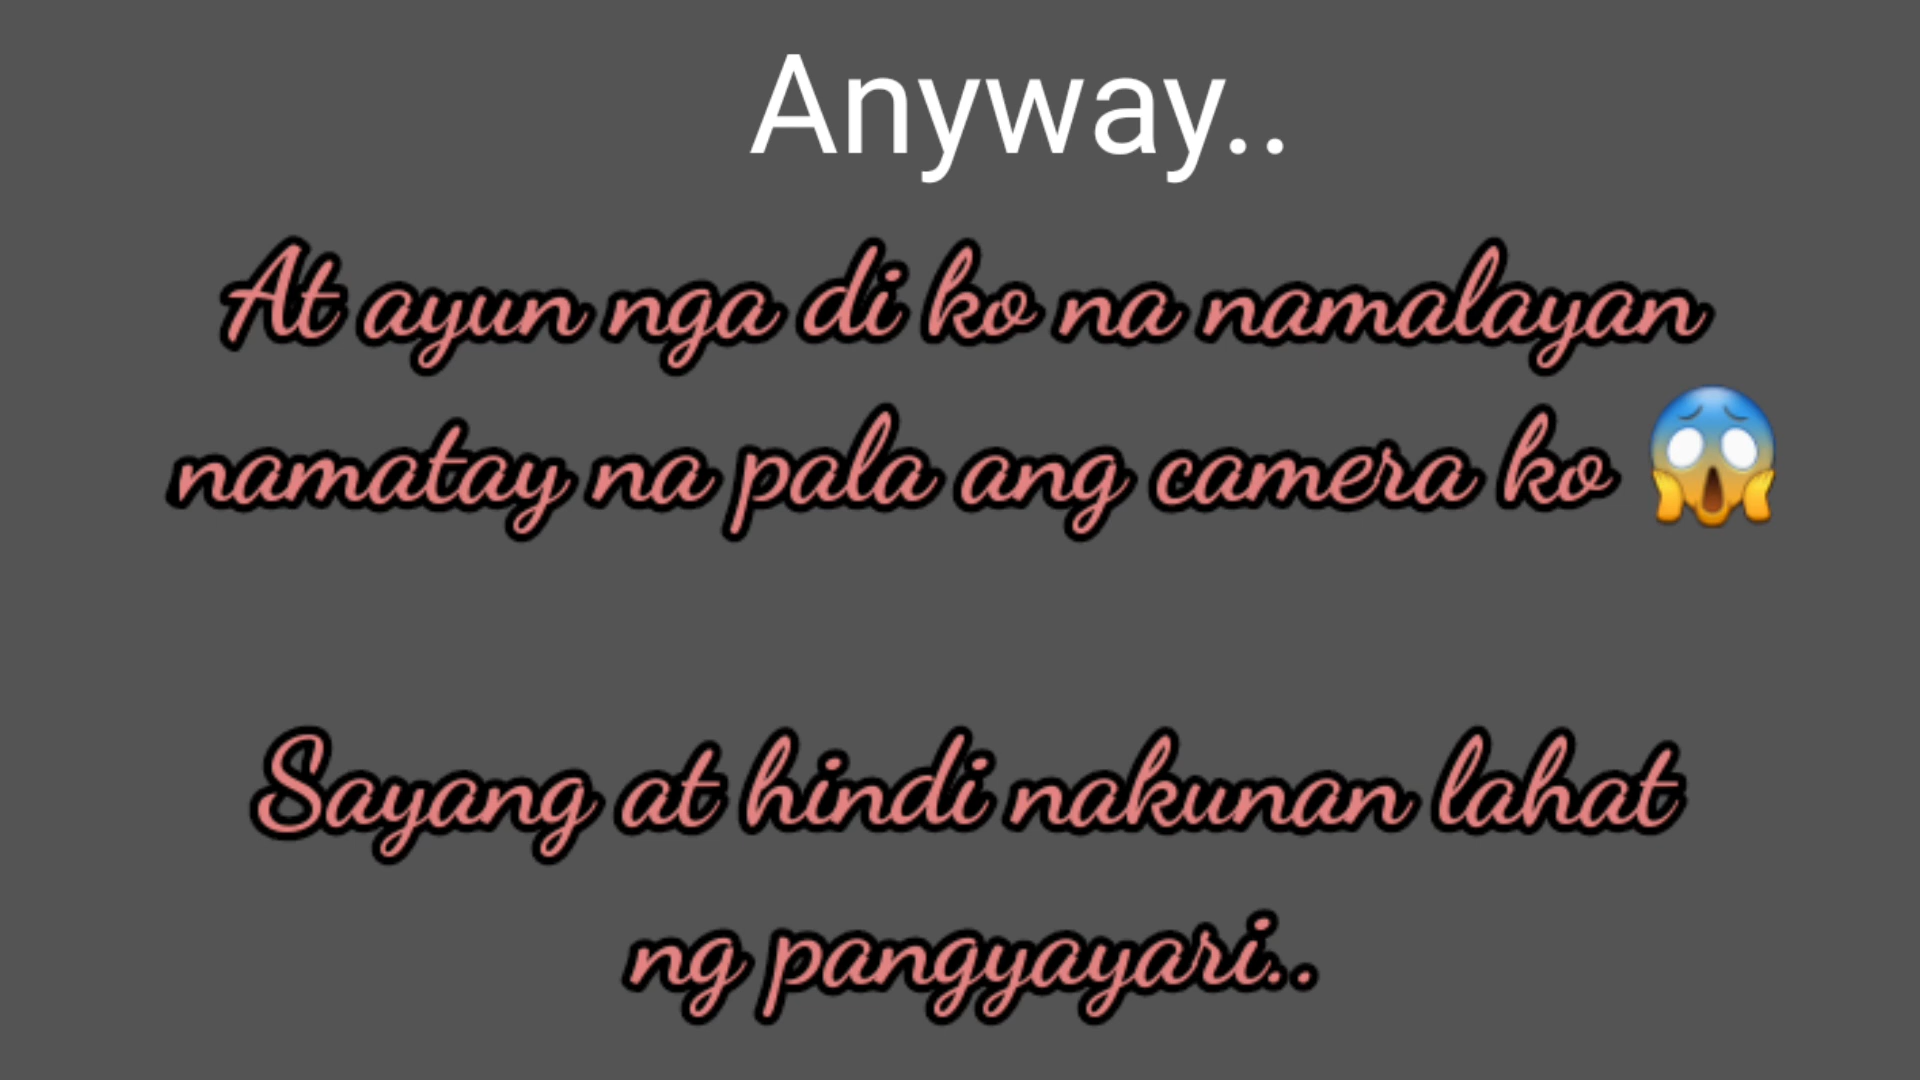 Anyway..
At ayun nga di ko na namalayan
namatay na pala ang camera ko 😱
Sayang at hindi nakunan lahat
ng pangyayari..